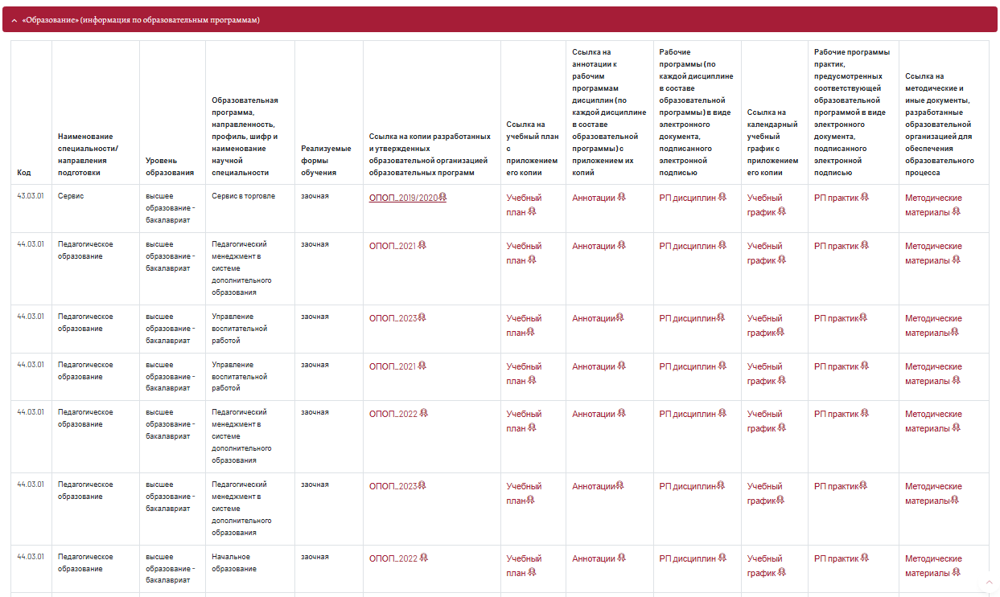 «Образование» (информация по образовательным программам)
Код
Наименование
специальности/
направления
подготовки
Уровень
образования
Образовательная
программа,
направленность,
профиль, шифр и
наименование
научной
специальности
Реализуемые
формы
обучения
Ссылка на копии разработанных
и утвержденных
образовательной организацией
образовательных программ
Ссылка на
учебный план
с
приложением
его копии
Ссылка на
аннотации к
рабочим
программам
дисциплин (по
каждой дисциплине
в составе
образовательной
программы) с
приложением их
копий
Рабочие
программы (по
каждой дисциплине
в составе
образовательной
программы) в виде
электронного
документа,
подписанного
электронной
подписью
Ссылка на
календарный
учебный
график с
приложением
его копии
Рабочие программы
практик,
предусмотренных
соответствующей
образовательной
программой в виде
электронного
документа,
подписанного
электронной
подписью
Ссылка на
методические и
иные документы,
разработанные
образовательной
организацией для
обеспечения
образовательного
процесса
43.03.01
Сервис
высшее
образование -
бакалавриат
Сервис в торговле
заочная
ОПОП_2019/2020
Учебный
план
Аннотации
РП дисциплин
Учебный
график
РП практик
Методические
материалы
44.03.01
Педагогическое
образование
высшее
образование -
бакалавриат
Педагогический
менеджмент в
системе
дополнительного
образования
заочная
ОПОП_2021
Учебный
план
Аннотации
РП дисциплин
Учебный
график
РП практик
Методические
материалы
44.03.01
Педагогическое
образование
высшее
образование -
бакалавриат
Управление
воспитательной
работой
заочная
ОПОП_2023
Учебный
план
Аннотации
РП дисциплин
Учебный
график
РП практик
Методические
материалы
44.03.01
Педагогическое
образование
высшее
образование -
бакалавриат
Управление
воспитательной
работой
заочная
ОПОП_2021
Учебный
план
Аннотации
РП дисциплин
Учебный
график
РП практик
Методические
материалы
44.03.01
Педагогическое
образование
высшее
образование -
бакалавриат
Педагогический
менеджмент в
системе
дополнительного
образования
заочная
ОПОП_2022
Учебный
план
Аннотации
РП дисциплин
Учебный
график
РП практик
Методические
материалы
44.03.01
Педагогическое
образование
высшее
образование -
бакалавриат
Педагогический
менеджмент в
системе
дополнительного
образования
заочная
ОПОП_2023
Учебный
план
Аннотации
РП дисциплин
Учебный
график
РП практик
Методические
материалы
44.03.01
Педагогическое
образование
высшее
образование -
бакалавриат
Начальное
образование
заочная
ОПОП_2022
Учебный
план
Аннотации
РП дисциплин
Учебный
график
РП практик
Методические
материалы